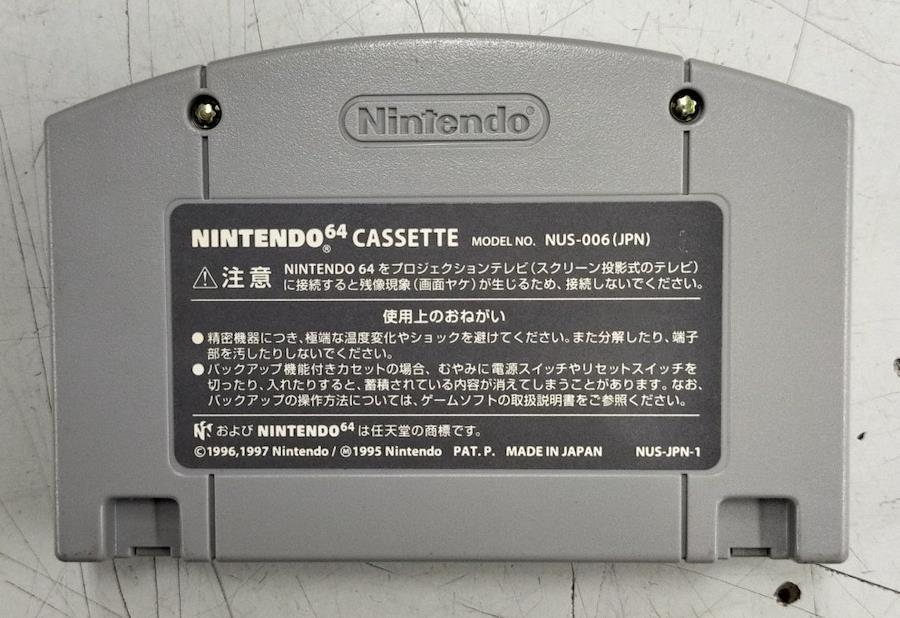 Nintendo®
NINTENDO64® CASSETTE MODEL NO. NUS-006(JPN)
⚠注意 NINTENDO 64 をプロジェクションテレビ(スクリーン投影式のテレビ)
に接続すると残像現象(画面ヤケ)が生じるため、接続しないでください。
使用上のおねがい
●精密機器につき、極端な温度変化やショックを避けてください。また分解したり、端子
部を汚したりしないでください。
●バックアップ機能付きカセットの場合、むやみに電源スイッチやリセットスイッチを
切ったり、入れたりすると、蓄積されている内容が消えてしまうことがあります。なお、
バックアップの操作方法については、ゲームソフトの取扱説明書をご参照ください。
および NINTENDO64 は任天堂の商標です。
©1996,1997 Nintendo/Ⓜ1995 Nintendo PAT. P. MADE IN JAPAN NUS-JPN-1